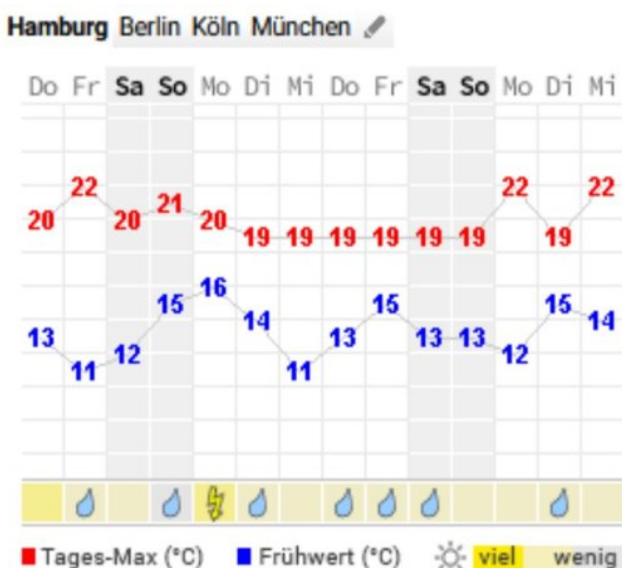 Hamburg Berlin Köln München
Do Fr Sa So Mo Di Mi Do Fr Sa So Mo Di Mi
20 22 20 21 20 19 19 19 19 19 19 22 19 22
13 11 12 15 16 14 11 13 15 13 13 12 15 14
Tages-Max (°C) Frühwert (°C) viel wenig